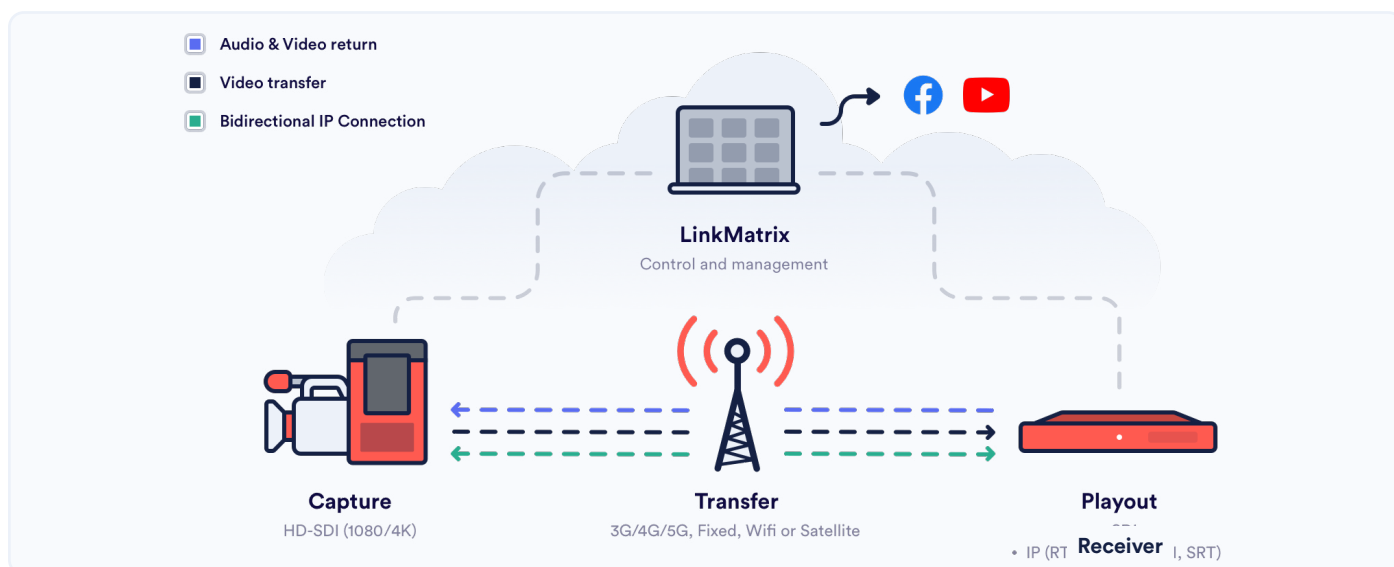 Audio & Video return
Video transfer
Bidirectional IP Connection
LinkMatrix
Control and management
Capture
HD-SDI (1080/4K)
Transfer
3G/4G/5G, Fixed, Wifi or Satellite
Playout
Receiver
• IP (RT I, SRT)